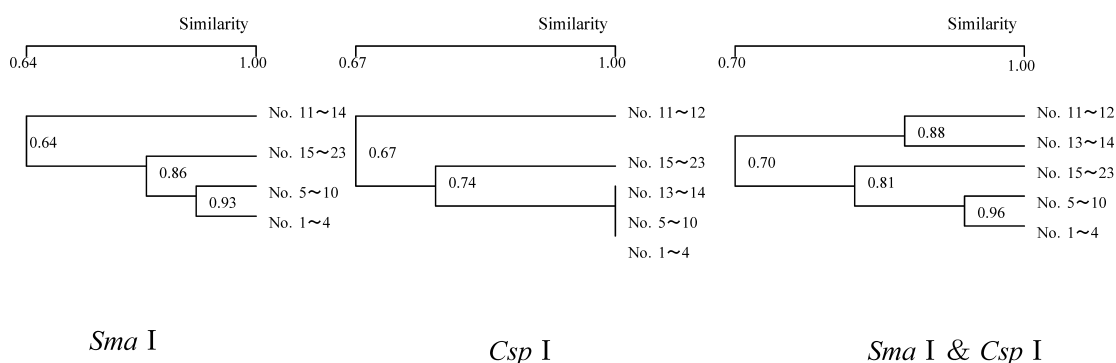 Similarity
0.64 1.00
No. 11～14
0.64
No. 15～23
0.86
No. 5～10
0.93
No. 1～4
Sma Ⅰ
Similarity
0.67 1.00
No. 11～12
0.67
No. 15～23
0.74
No. 13～14
No. 5～10
No. 1～4
Csp Ⅰ
Similarity
0.70 1.00
No. 11～12
0.88
No. 13～14
0.70
No. 15～23
0.81
No. 5～10
0.96
No. 1～4
Sma Ⅰ & Csp Ⅰ